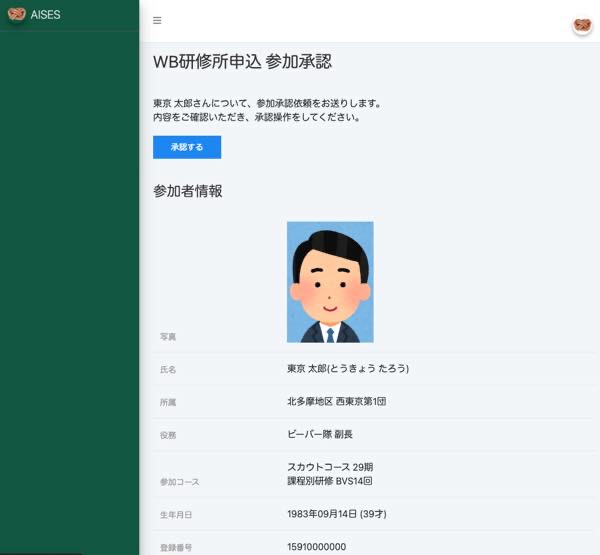 AISES
WB研修所申込 参加承認
東京 太郎さんについて、参加承認依頼をお送りします。
内容をご確認いただき、承認操作をしてください。
承認する
参加者情報
写真
氏名
東京 太郎(とうきょう たろう)
所属
北多摩地区 西東京第1団
役務
ビーバー隊 副長
参加コース
スカウトコース 29期
課程別研修 BVS14回
生年月日
1983年09月14日 (39才)
登録番号
15910000000